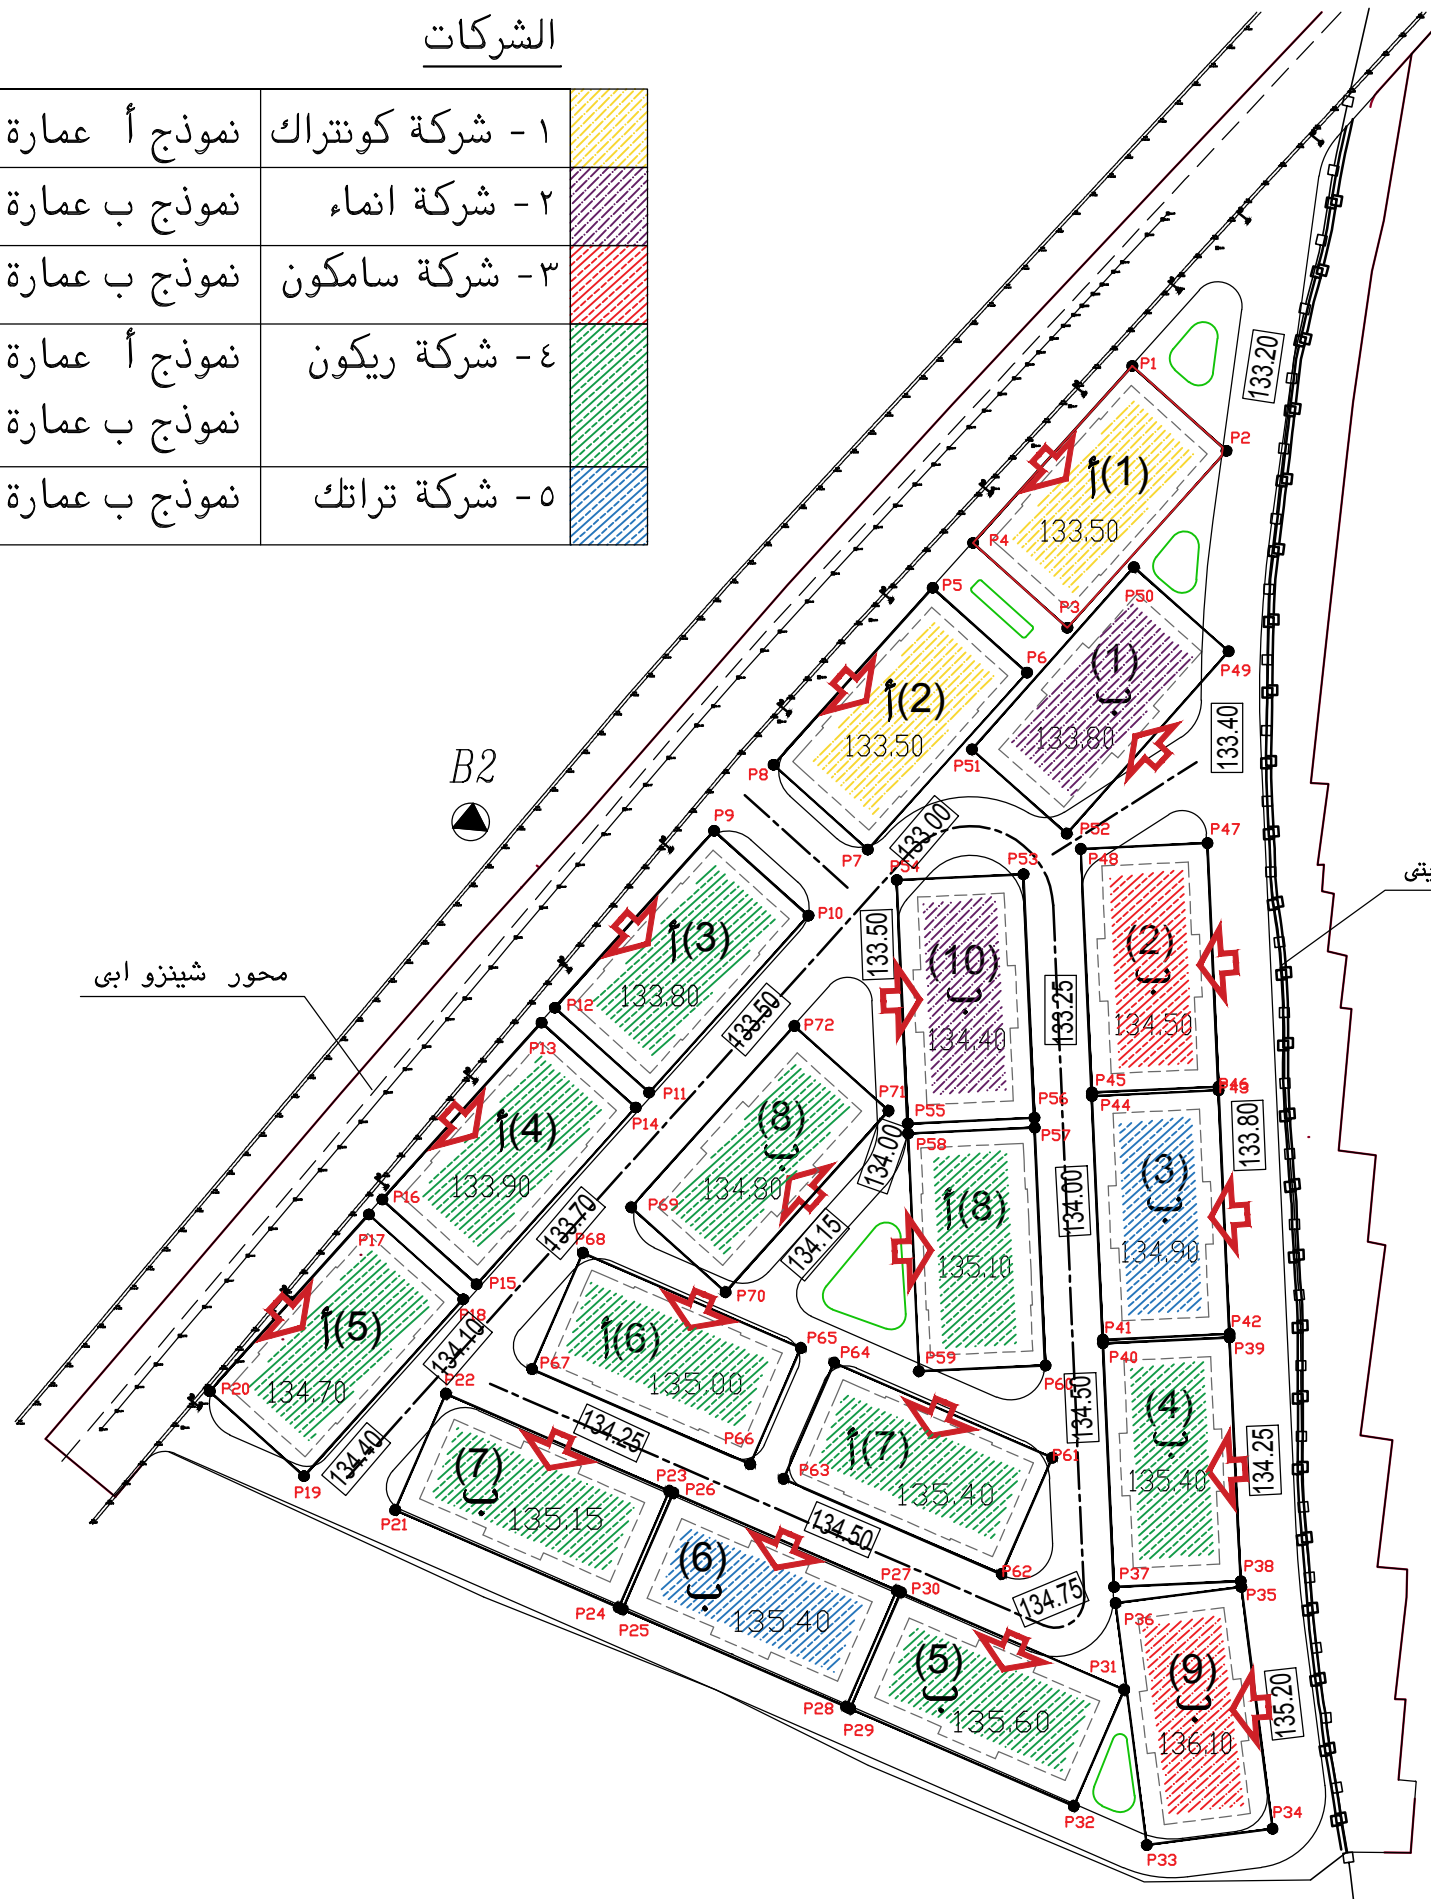 الشركات
١ - شركة كونتراك نموذج أ عمارة
٢ - شركة انماء نموذج ب عمارة
٣ - شركة سامكون نموذج ب عمارة
٤ - شركة ريكون نموذج أ عمارة
نموذج ب عمارة
٥ - شركة تراتك نموذج ب عمارة
133.20
P1
P2
أ(1)
133.50
P4
P3
P50
P5
P6
(1)
ب
133.80
P49
أ(2)
133.50
133.40
P51
P8
B2
P7
P52
133.00
P9
P47
P48
P54
P53
P10
133.50
أ(3)
133.80
(10)
ب
134.40
(2)
ب
134.50
133.25
محور شينزو ابى
P12
P13
133.50
P72
P11
P14
P71
P45
P46
P43
P44
P56
P55
P57
P58
أ(4)
133.90
(8)
ب
134.80
134.00
133.80
P16
P17
P69
133.70
134.15
أ(8)
135.10
134.00
(3)
ب
134.90
P68
P15
P18
P70
أ(5)
134.70
134.10
أ(6)
135.00
P65
P64
P59
P60
P41
P42
P40
P39
P67
P20
P22
134.25
P66
أ(7)
135.40
P61
134.50
(4)
ب
135.40
134.25
P19
134.40
(7)
ب
135.15
P23
P26
P63
134.50
P21
P62
P24
P25
(6)
ب
135.40
P27
P30
134.75
P37
P38
P36
P35
(5)
ب
135.60
P31
(9)
ب
136.10
135.20
P28
P29
P32
P33
P34